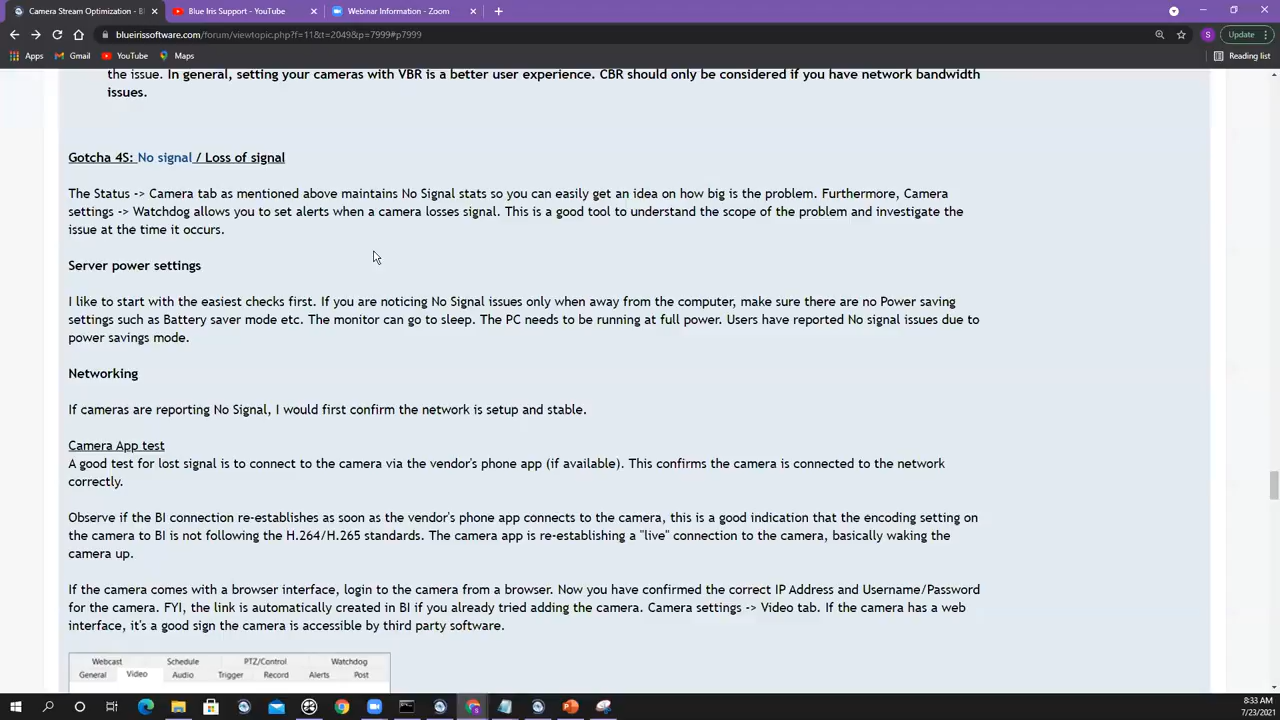 Camera Stream Optimization - Bl
Blue Iris Support - YouTube
Webinar Information - Zoom
blueirissoftware.com/forum/viewtopic.php?f=11&t=2049&p=7999#p7999
S
Update
Apps
Gmail
YouTube
Maps
Reading list
the issue. In general, setting your cameras with VBR is a better user experience. CBR should only be considered if you have network bandwidth
issues.
Gotcha 4S: No signal / Loss of signal
The Status -> Camera tab as mentioned above maintains No Signal stats so you can easily get an idea on how big is the problem. Furthermore, Camera
settings -> Watchdog allows you to set alerts when a camera losses signal. This is a good tool to understand the scope of the problem and investigate the
issue at the time it occurs.
Server power settings
I like to start with the easiest checks first. If you are noticing No Signal issues only when away from the computer, make sure there are no Power saving
settings such as Battery saver mode etc. The monitor can go to sleep. The PC needs to be running at full power. Users have reported No signal issues due to
power savings mode.
Networking
If cameras are reporting No Signal, I would first confirm the network is setup and stable.
Camera App test
A good test for lost signal is to connect to the camera via the vendor's phone app (if available). This confirms the camera is connected to the network
correctly.
Observe if the BI connection re-establishes as soon as the vendor's phone app connects to the camera, this is a good indication that the encoding setting on
the camera to BI is not following the H.264/H.265 standards. The camera app is re-establishing a "live" connection to the camera, basically waking the
camera up.
If the camera comes with a browser interface, login to the camera from a browser. Now you have confirmed the correct IP Address and Username/Password
for the camera. FYI, the link is automatically created in BI if you already tried adding the camera. Camera settings -> Video tab. If the camera has a web
interface, it's a good sign the camera is accessible by third party software.
Webcast Schedule PTZ/Control Watchdog
General Video Audio Trigger Record Alerts Post
8:33 AM
7/23/2021